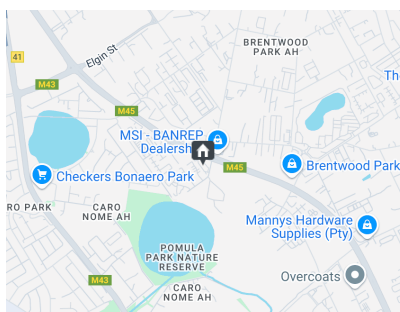 BRENTWOOD
PARK AH
Elgin St
41
M43
The
M45
MSI - BANREP
Dealersh
M45
Brentwood Park
Checkers Bonaero Park
RO PARK
CARO
NOME AH
Mannys Hardware
Supplies (Pty)
POMULA
PARK NATURE
RESERVE
M43
Overcoats
CARO
NOME AH